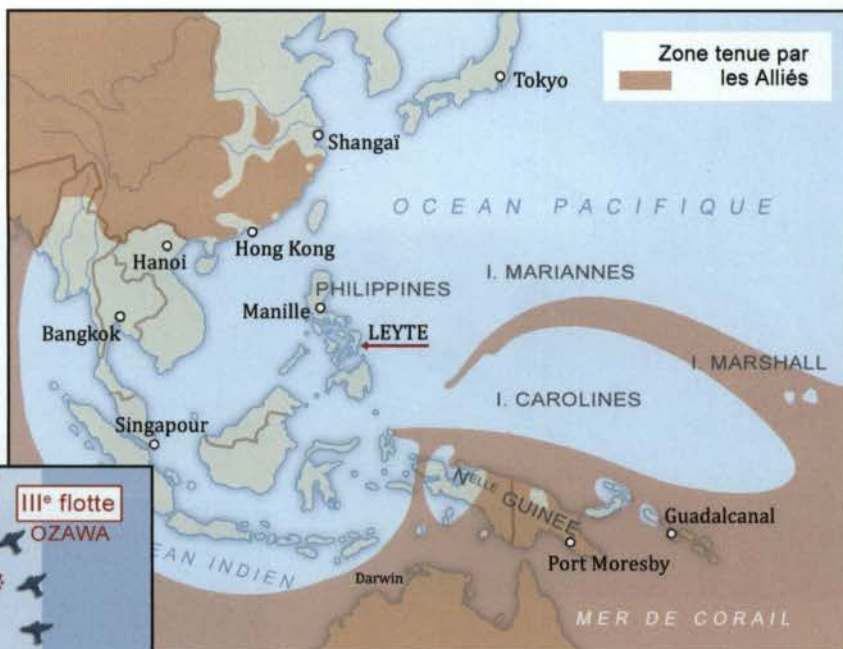 Zone tenue par
les Alliés
Tokyo
Shangaï
OCEAN PACIFIQUE
Hong Kong
Hanoi
I. MARIANNES
PHILIPPINES
Manille
Bangkok
LEYTE
I. MARSHALL
I. CAROLINES
Singapour
Nelle GUINEE
IIIe flotte
OZAWA
Guadalcanal
EAN INDIEN
Port Moresby
Darwin
MER DE CORAIL